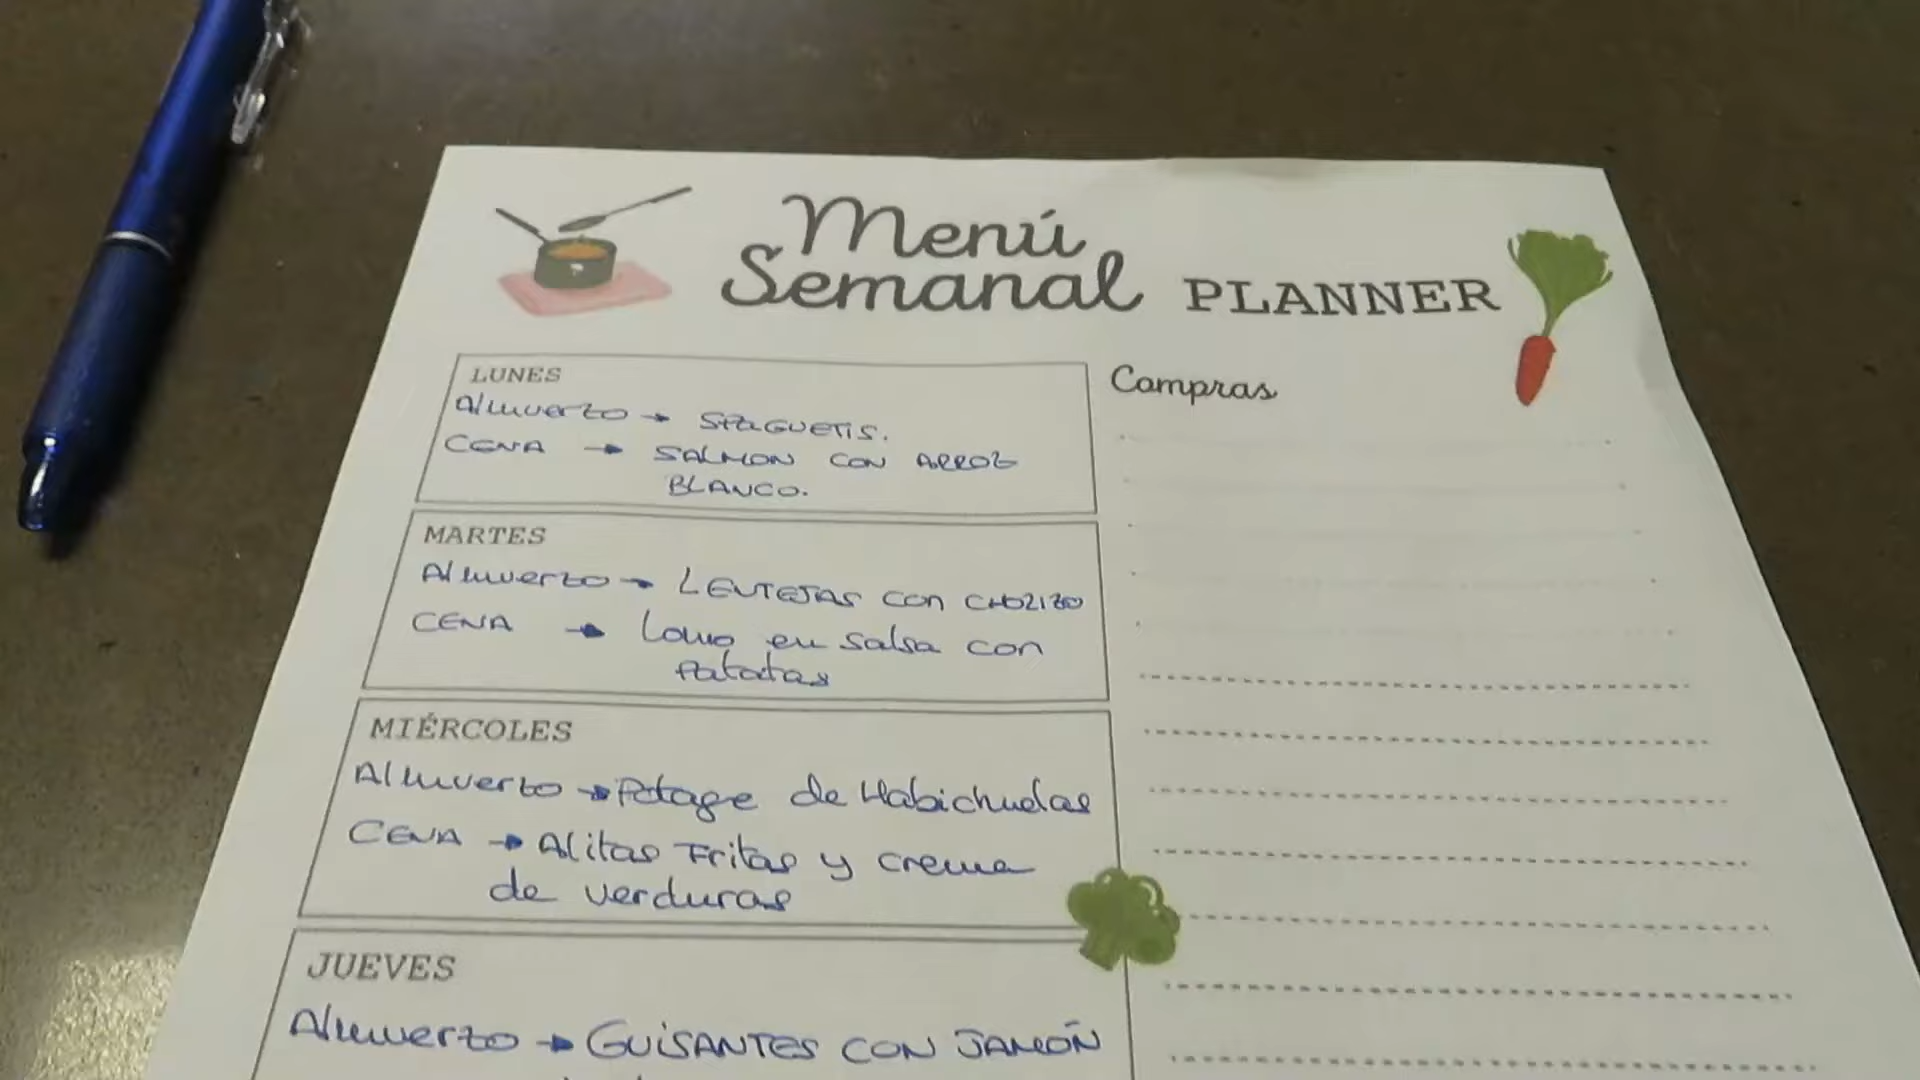 Menú
Semanal PLANNER
LUNES
Almuerzo → SPAGUETIS.
CENA → SALMON CON ARROZ
BLANCO.
MARTES
Almuerzo → LENTEJAS CON CHORIZO
CENA → Lomo en salsa con
Patatas
MIÉRCOLES
Almuerzo → Potage de Habichuelas
CENA → Alitas Fritas y creme
de verduras
JUEVES
Almuerzo → GUISANTES CON JAMÓN
Compras